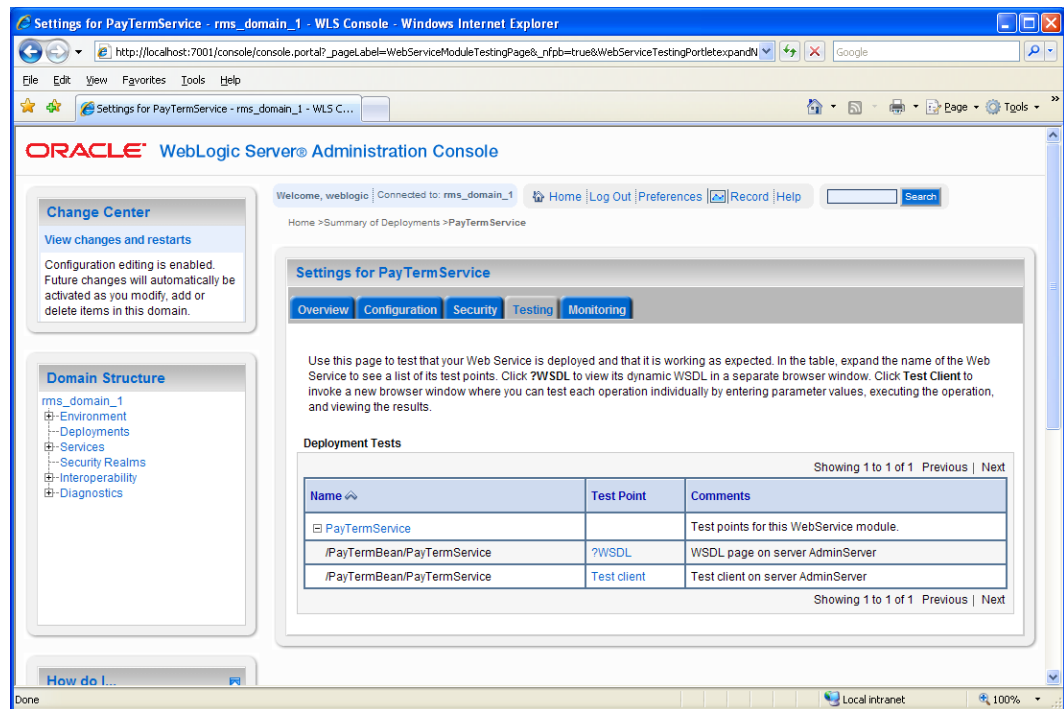 Settings for PayTermService - rms_domain_1 - WLS Console - Windows Internet Explorer
http://localhost:7001/console/console.portal?_pageLabel=WebServiceModuleTestingPage&_nfpb=true&WebServiceTestingPortletexpandN
Google
File Edit View Favorites Tools Help
Settings for PayTermService - rms_domain_1 - WLS C...
Page Tools »
ORACLE WebLogic Server® Administration Console
Change Center
View changes and restarts
Configuration editing is enabled.
Future changes will automatically be
activated as you modify, add or
delete items in this domain.
Domain Structure
rms_domain_1
Environment
Deployments
Services
Security Realms
Interoperability
Diagnostics
How do I...
Welcome, weblogic Connected to: rms_domain_1 Home Log Out Preferences Record Help Search
Home >Summary of Deployments >PayTermService
Settings for PayTermService
Overview Configuration Security Testing Monitoring
Use this page to test that your Web Service is deployed and that it is working as expected. In the table, expand the name of the Web
Service to see a list of its test points. Click ?WSDL to view its dynamic WSDL in a separate browser window. Click Test Client to
invoke a new browser window where you can test each operation individually by entering parameter values, executing the operation,
and viewing the results.
Deployment Tests
Showing 1 to 1 of 1 Previous | Next
Name Test Point Comments
PayTermService Test points for this WebService module.
/PayTermBean/PayTermService ?WSDL WSDL page on server AdminServer
/PayTermBean/PayTermService Test client Test client on server AdminServer
Showing 1 to 1 of 1 Previous | Next
Done Local intranet 100%